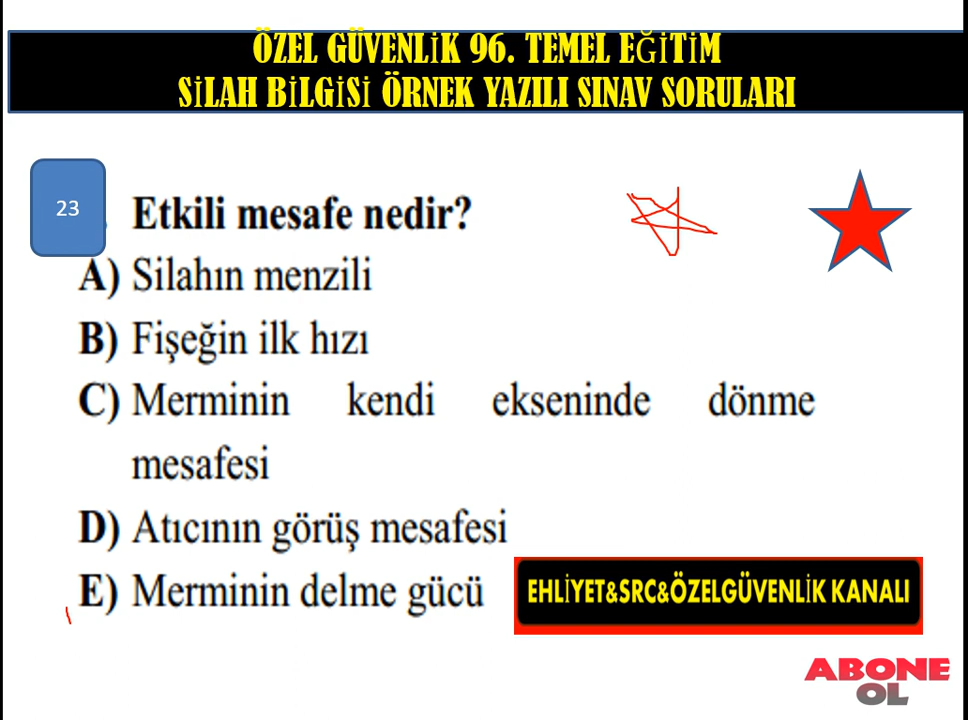 ÖZEL GÜVENLİK 96. TEMEL EĞİTİM
SİLAH BİLGİSİ ÖRNEK YAZILI SINAV SORULARI
23
Etkili mesafe nedir?
A) Silahın menzili
B) Fişeğin ilk hızı
C) Merminin kendi ekseninde dönme
mesafesi
D) Atıcının görüş mesafesi
E) Merminin delme gücü
EHLİYET&SRC&ÖZELGÜVENLİK KANALI
ABONE
OL